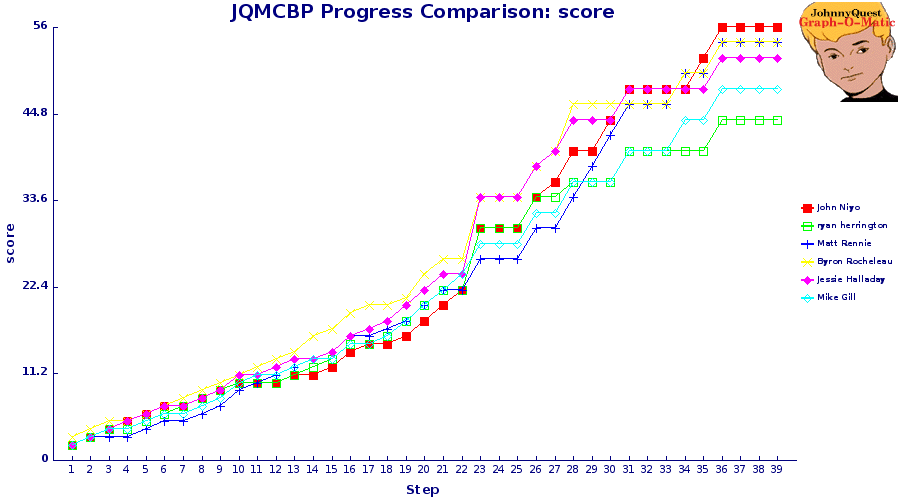 JQMCBP Progress Comparison: score
JohnnyQuest
Graph-O-Matic
56
44.8
33.6
22.4
11.2
0
score
1 2 3 4 5 6 7 8 9 10 11 12 13 14 15 16 17 18 19 20 21 22 23 24 25 26 27 28 29 30 31 32 33 34 35 36 37 38 39
Step
John Niyo
ryan herrington
Matt Rennie
Byron Rocheleau
Jessie Halladay
Mike Gill